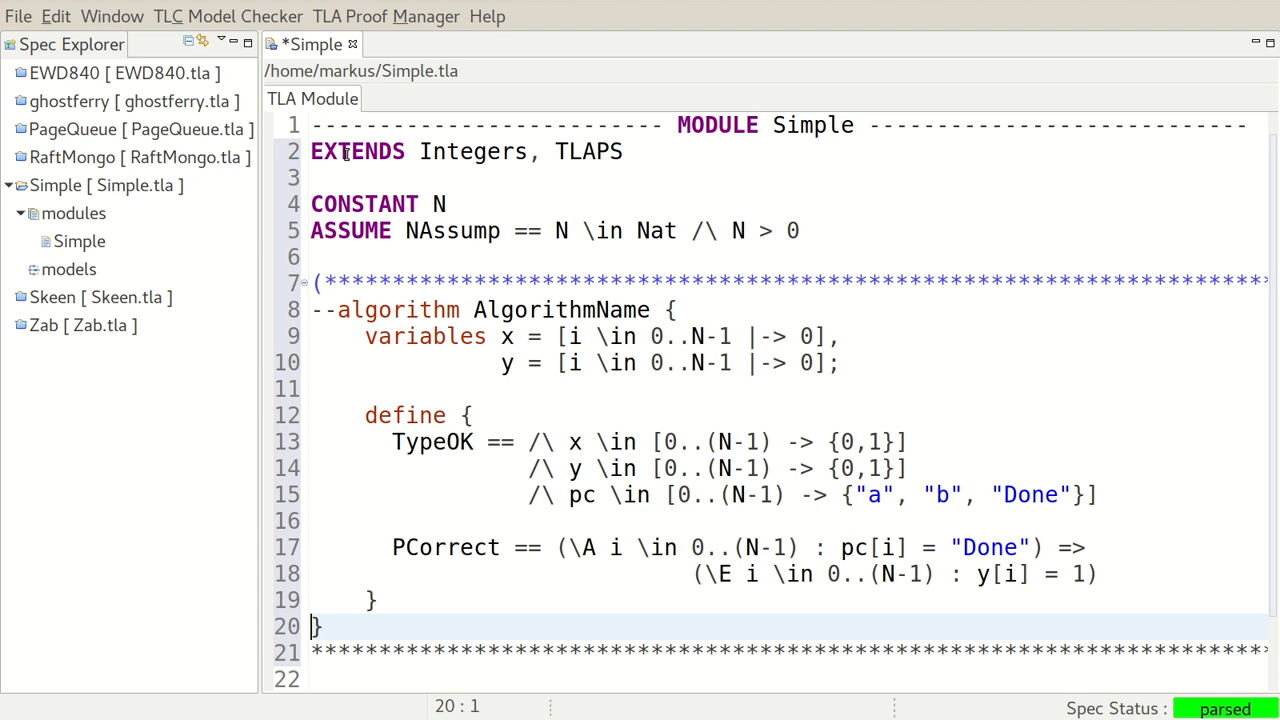 File Edit Window TLC Model Checker TLA Proof Manager Help
Spec Explorer
EWD840 [ EWD840.tla ]
ghostferry [ ghostferry.tla ]
PageQueue [ PageQueue.tla ]
RaftMongo [ RaftMongo.tla ]
Simple [ Simple.tla ]
modules
Simple
models
Skeen [ Skeen.tla ]
Zab [ Zab.tla ]
*Simple
/home/markus/Simple.tla
TLA Module
1 -------------------------- MODULE Simple ----------------------------
2 EXTENDS Integers, TLAPS
3
4 CONSTANT N
5 ASSUME NAssump == N \in Nat /\ N > 0
6
7 (**********************************************************************
8 --algorithm AlgorithmName {
9     variables x = [i \in 0..N-1 |-> 0],
10               y = [i \in 0..N-1 |-> 0];
11
12     define {
13       TypeOK == /\ x \in [0..(N-1) -> {0,1}]
14                 /\ y \in [0..(N-1) -> {0,1}]
15                 /\ pc \in [0..(N-1) -> {"a", "b", "Done"}]
16
17       PCorrect == (\A i \in 0..(N-1) : pc[i] = "Done") =>
18                             (\E i \in 0..(N-1) : y[i] = 1)
19     }
20 }
21 ***********************************************************************
22
20 : 1
Spec Status : parsed